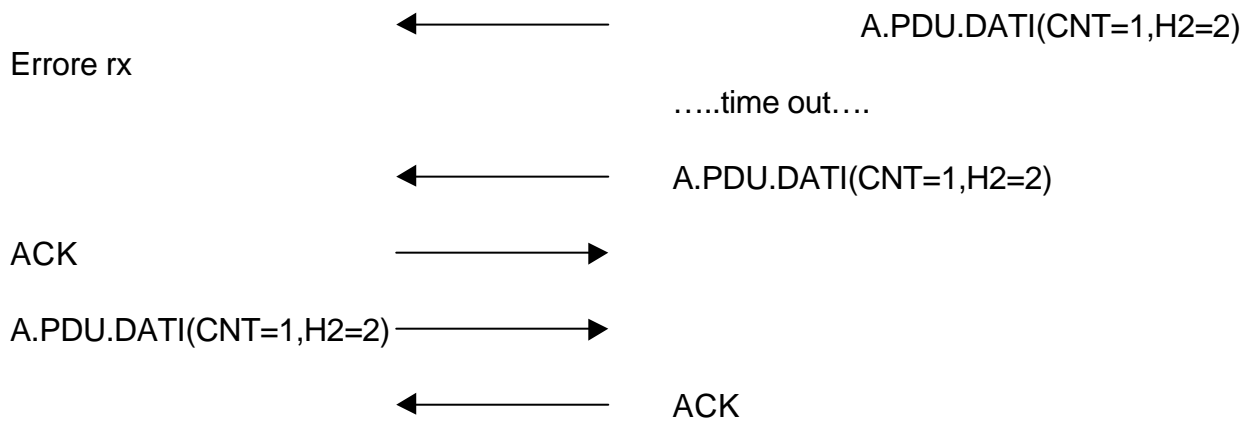 A.PDU.DATI(CNT=1,H2=2)
Errore rx
…..time out….
A.PDU.DATI(CNT=1,H2=2)
ACK
A.PDU.DATI(CNT=1,H2=2)
ACK